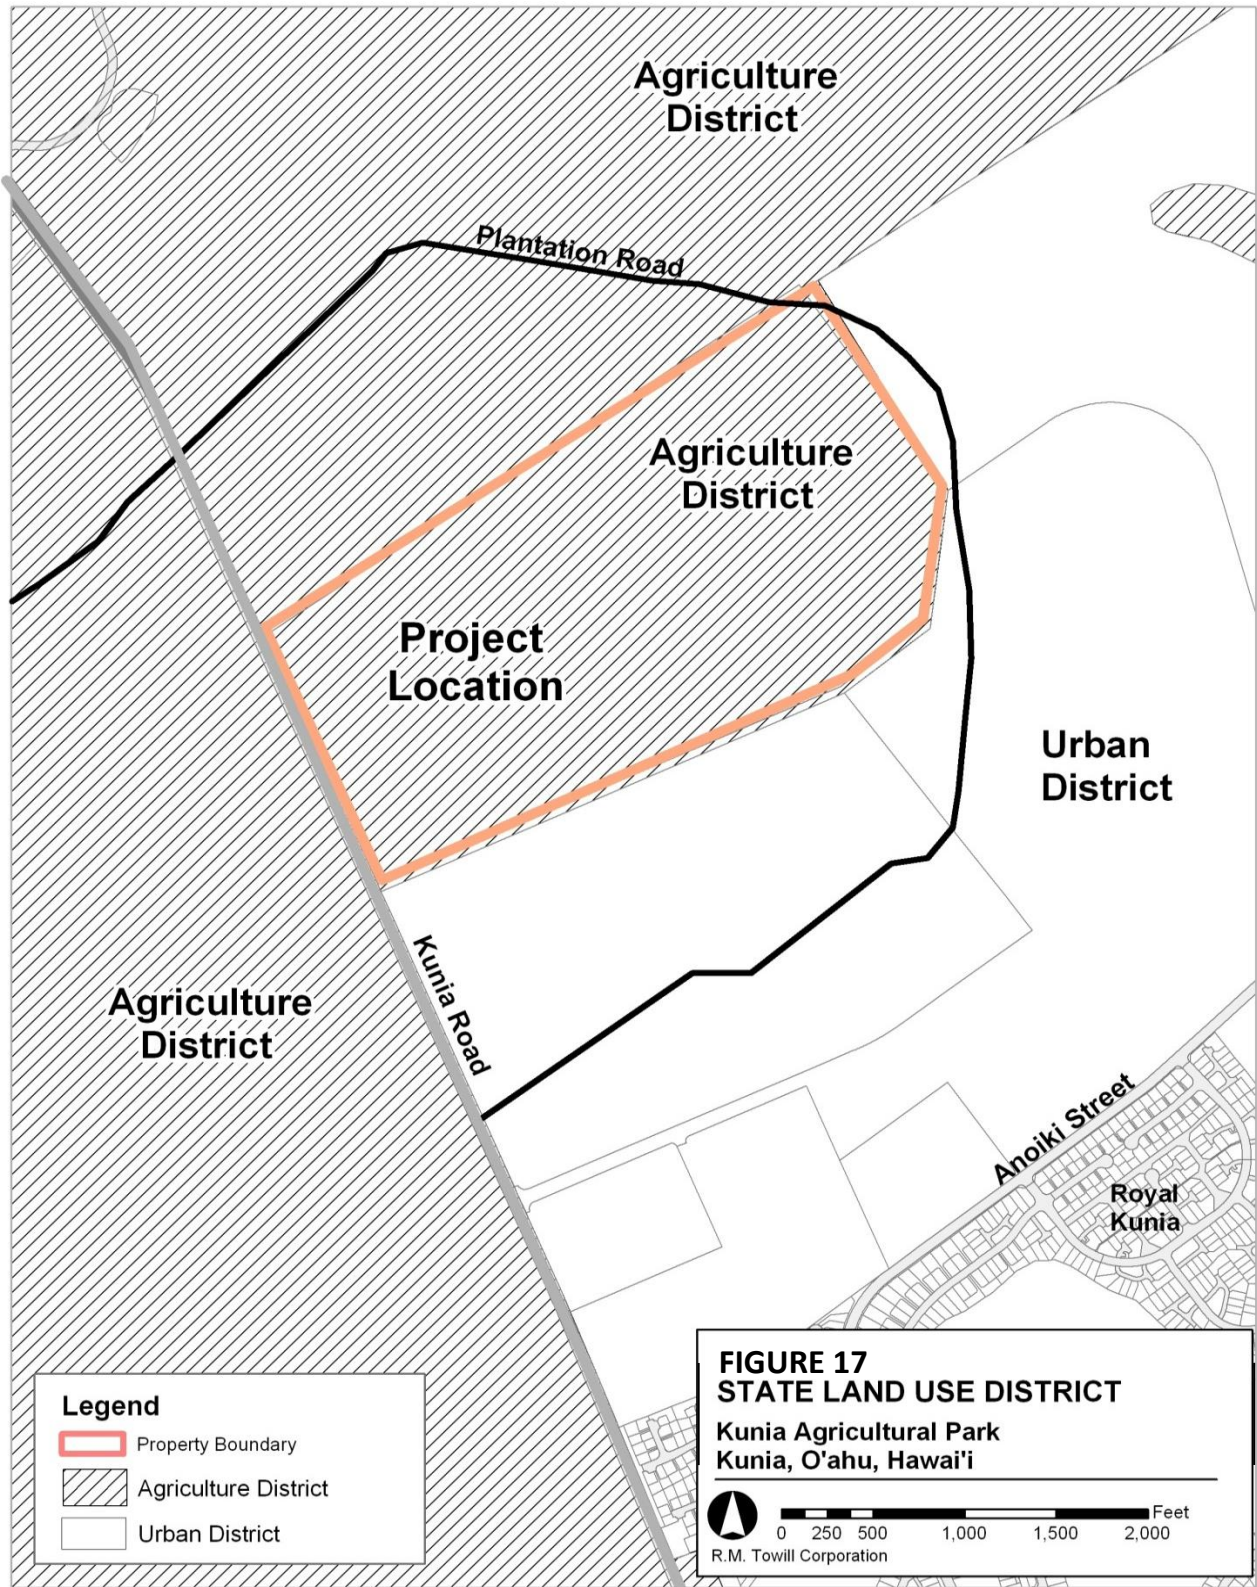 Agriculture
District
Plantation Road
Agriculture
District
Project
Location
Urban
District
Kunia Road
Agriculture
District
Anoiki Street
Royal
Kunia
Legend
Property Boundary
Agriculture District
Urban District
FIGURE 17
STATE LAND USE DISTRICT
Kunia Agricultural Park
Kunia, O'ahu, Hawai'i
Feet
0 250 500 1,000 1,500 2,000
R.M. Towill Corporation